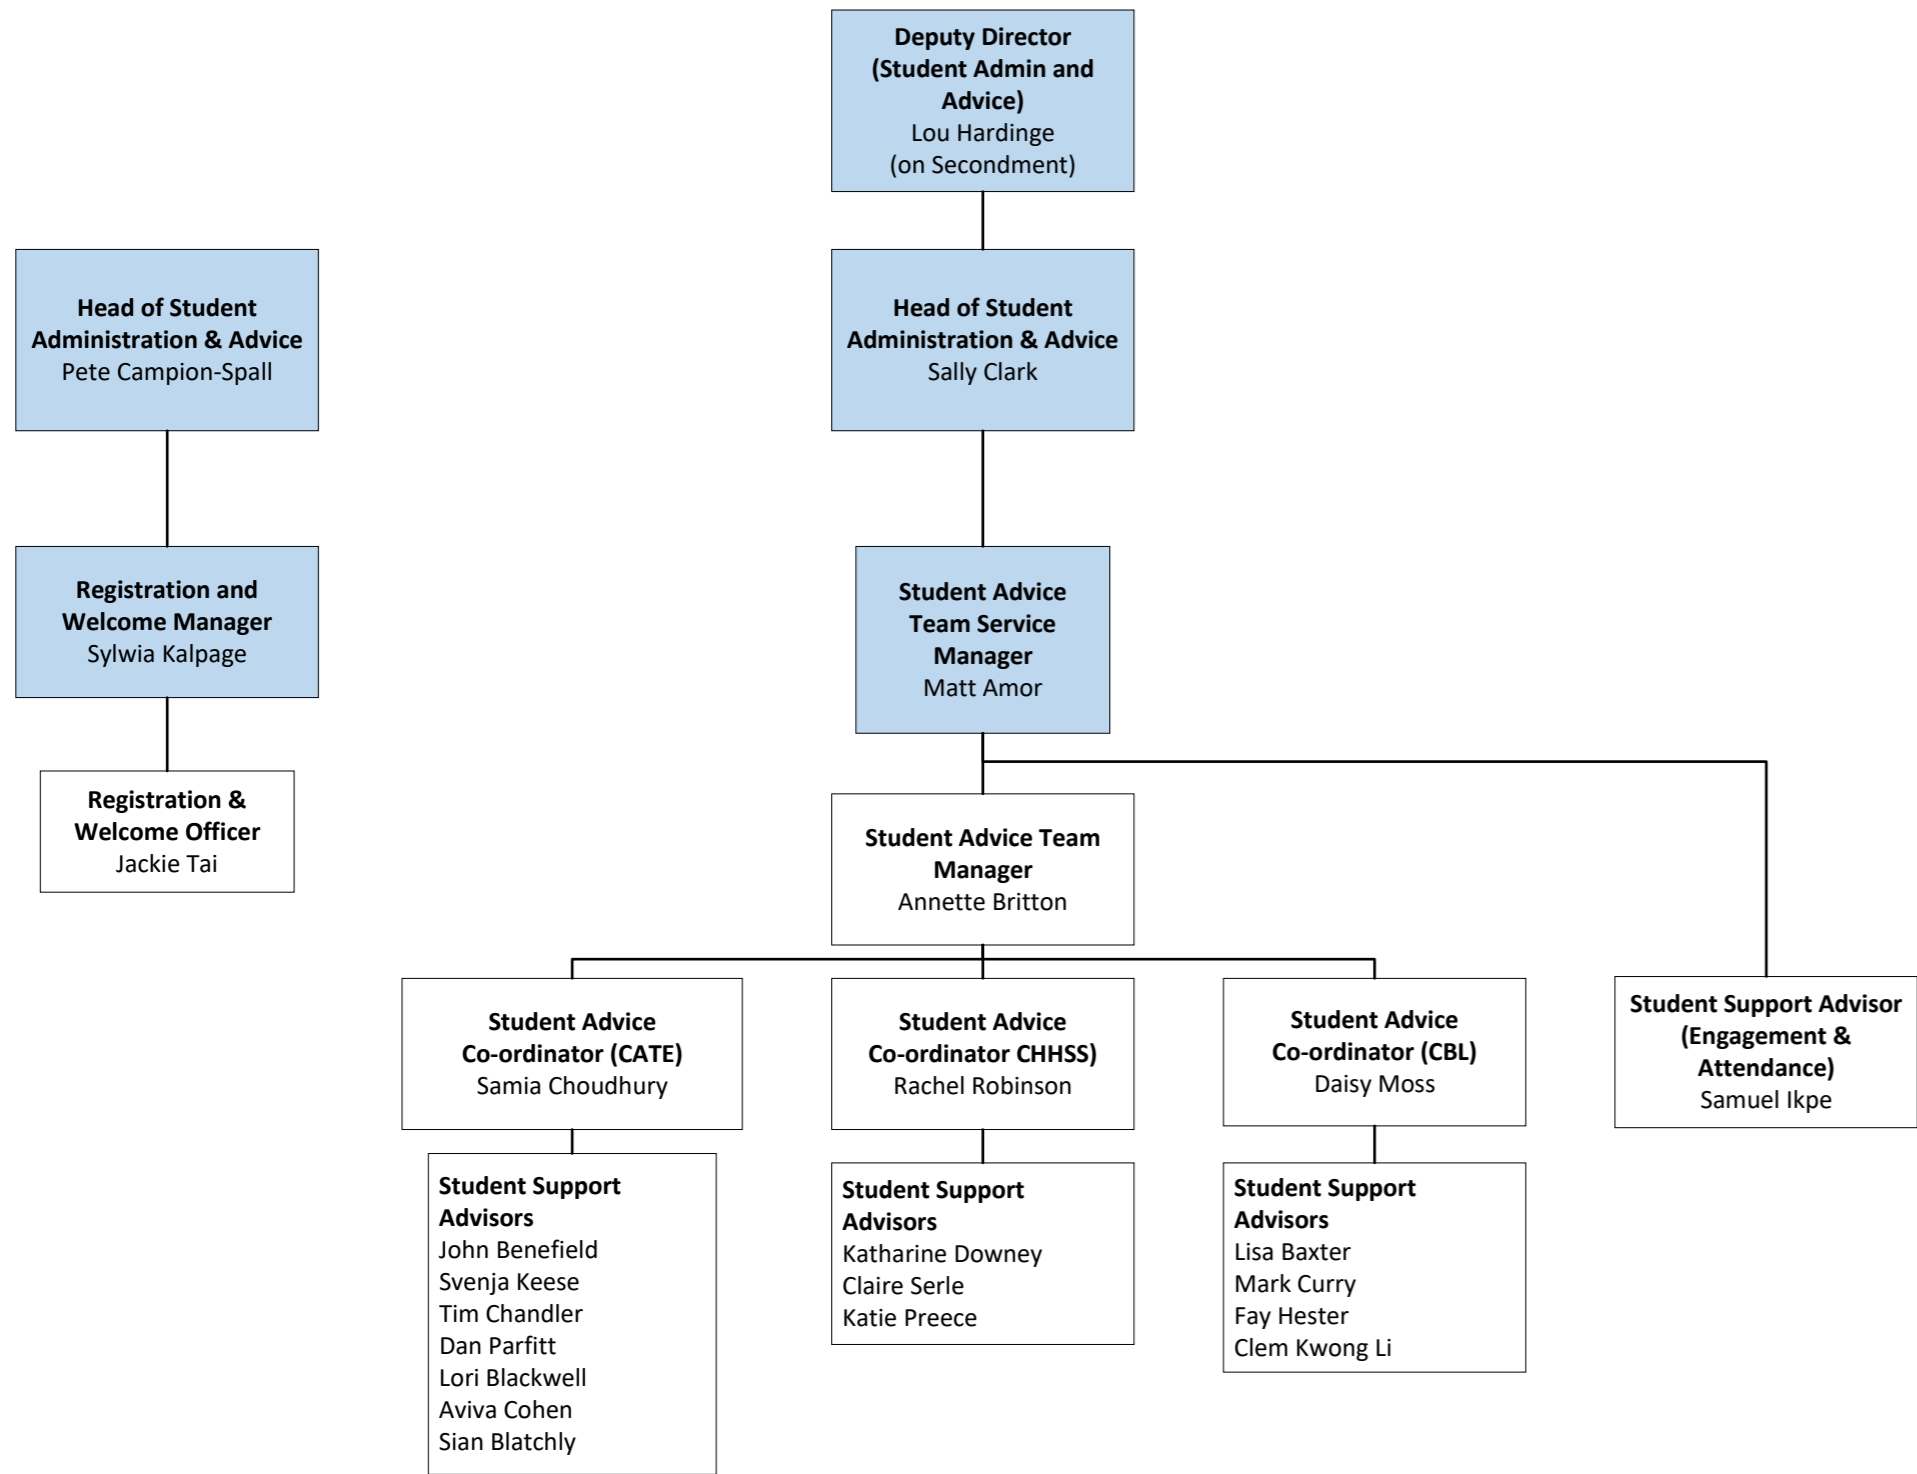 Deputy Director
(Student Admin and
Advice)
Lou Hardinge
(on Secondment)
Head of Student
Administration & Advice
Pete Campion-Spall
Head of Student
Administration & Advice
Sally Clark
Registration and
Welcome Manager
Sylwia Kalpage
Student Advice
Team Service
Manager
Matt Amor
Registration &
Welcome Officer
Jackie Tai
Student Advice Team
Manager
Annette Britton
Student Advice
Co-ordinator (CATE)
Samia Choudhury
Student Advice
Co-ordinator CHHSS)
Rachel Robinson
Student Advice
Co-ordinator (CBL)
Daisy Moss
Student Support Advisor
(Engagement &
Attendance)
Samuel Ikpe
Student Support
Advisors
John Benefield
Svenja Keese
Tim Chandler
Dan Parfitt
Lori Blackwell
Aviva Cohen
Sian Blatchly
Student Support
Advisors
Katharine Downey
Claire Serle
Katie Preece
Student Support
Advisors
Lisa Baxter
Mark Curry
Fay Hester
Clem Kwong Li